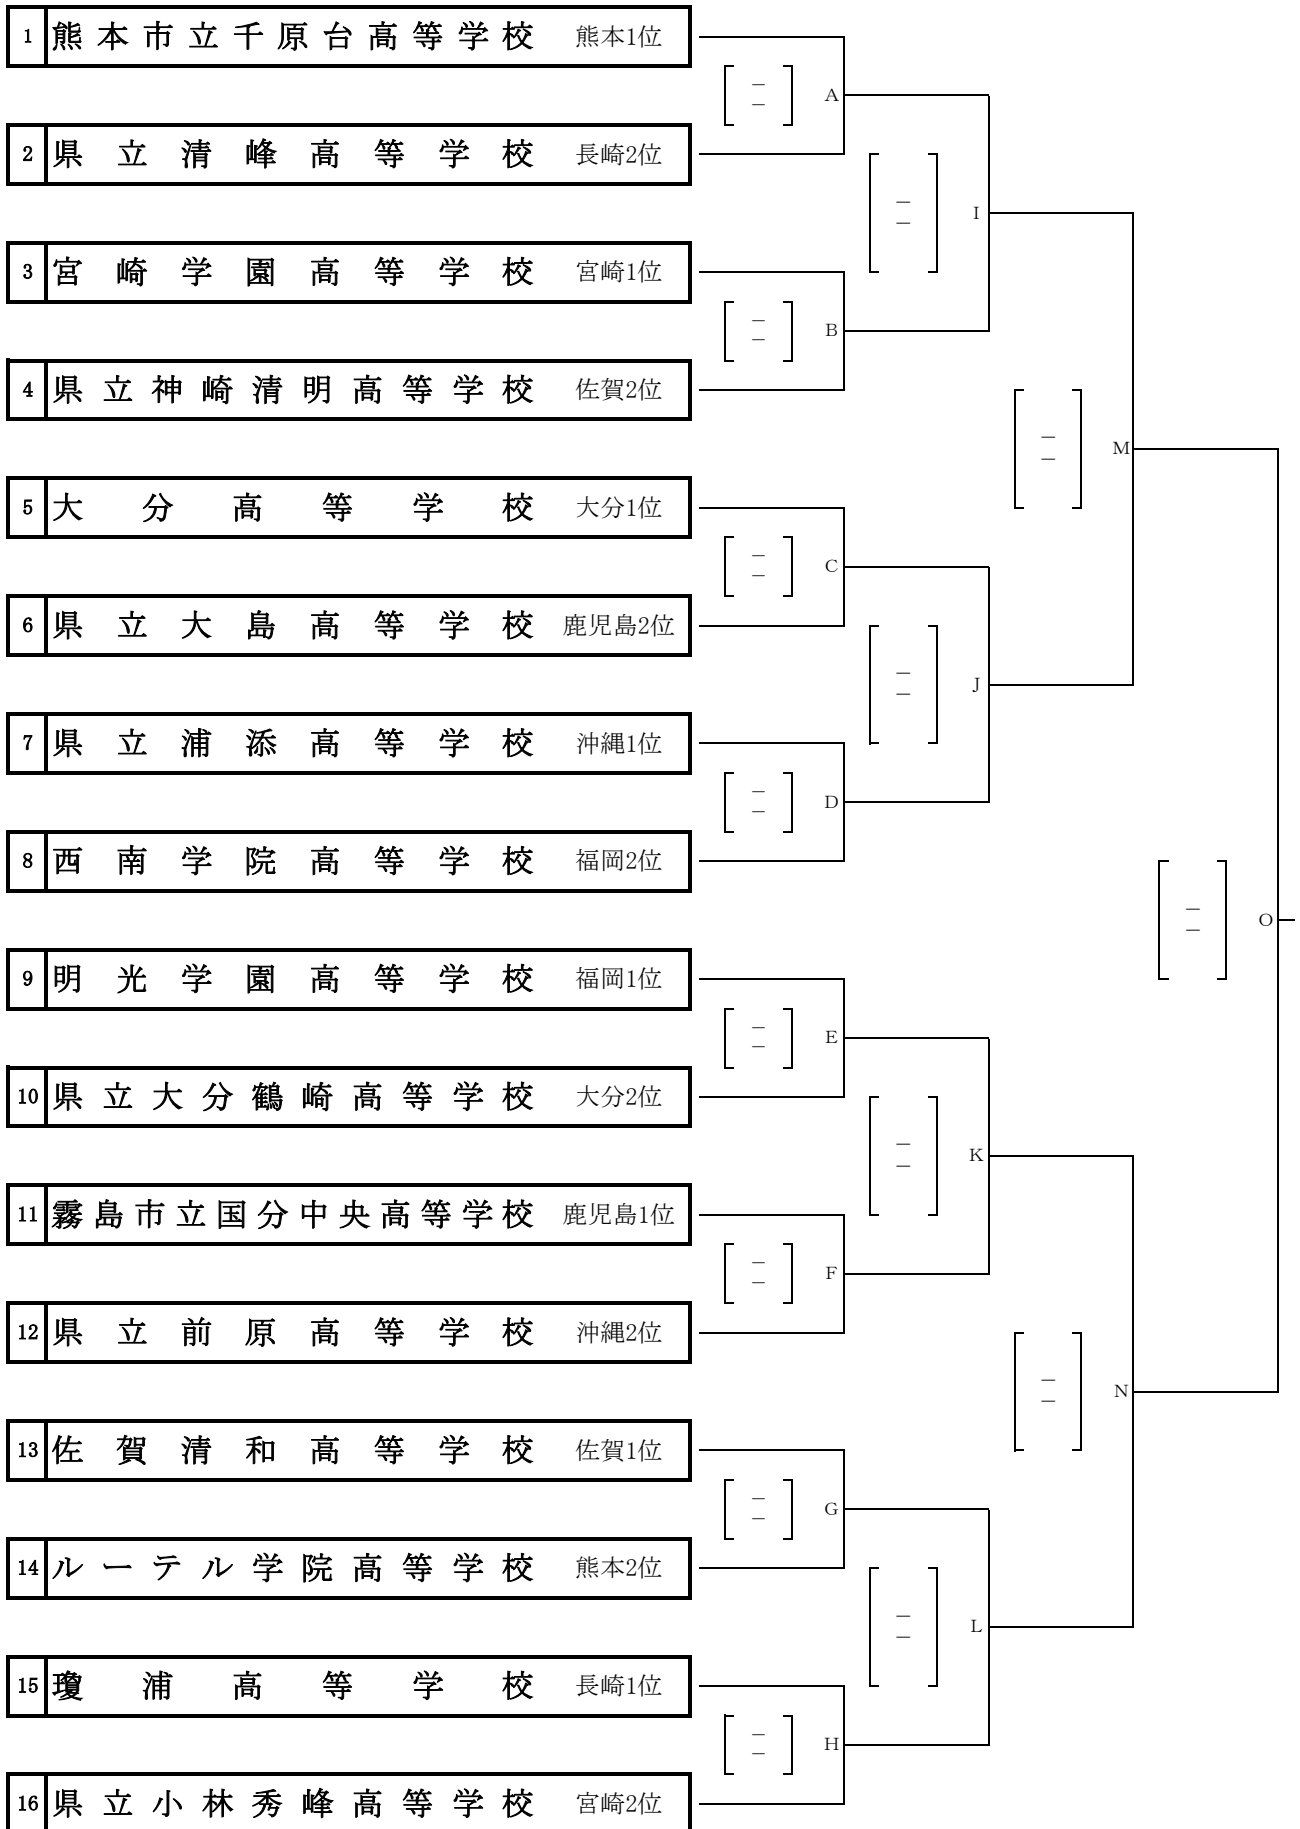 1 熊本市立千原台高等学校 熊本1位
－ － A
2 県立清峰高等学校 長崎2位
－ － I
3 宮崎学園高等学校 宮崎1位
－ － B
4 県立神崎清明高等学校 佐賀2位
－ － M
5 大分高等学校 大分1位
－ － C
6 県立大島高等学校 鹿児島2位
－ － J
7 県立浦添高等学校 沖縄1位
－ － D
8 西南学院高等学校 福岡2位
－ － O
9 明光学園高等学校 福岡1位
－ － E
10 県立大分鶴崎高等学校 大分2位
－ － K
11 霧島市立国分中央高等学校 鹿児島1位
－ － F
12 県立前原高等学校 沖縄2位
－ － N
13 佐賀清和高等学校 佐賀1位
－ － G
14 ルーテル学院高等学校 熊本2位
－ － L
15 瓊浦高等学校 長崎1位
－ － H
16 県立小林秀峰高等学校 宮崎2位